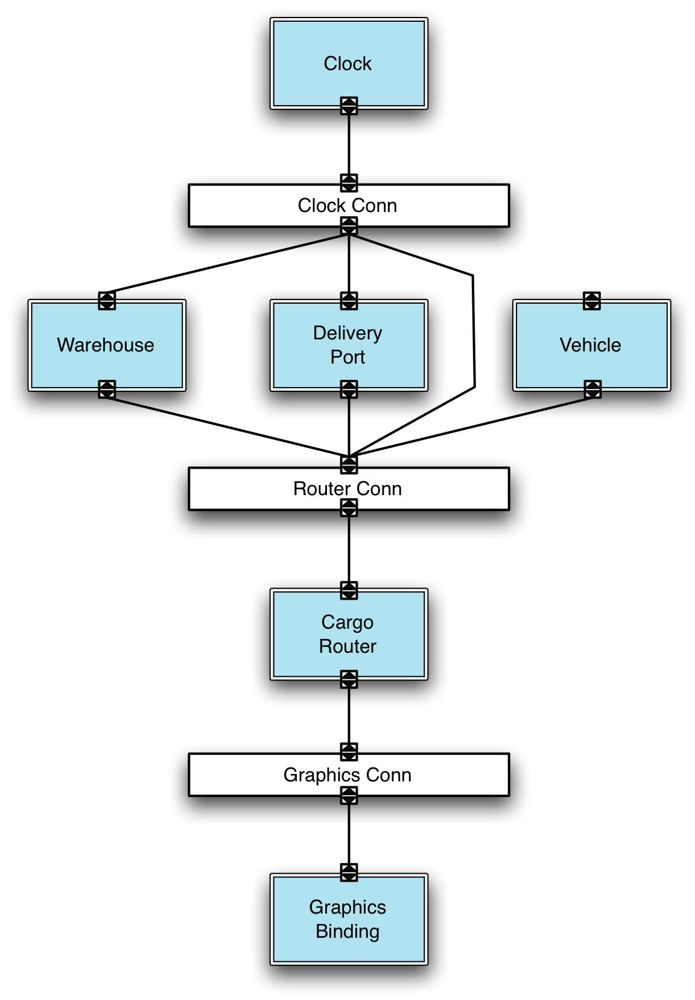 Clock
Clock Conn
Warehouse
Delivery
Port
Vehicle
Router Conn
Cargo
Router
Graphics Conn
Graphics
Binding